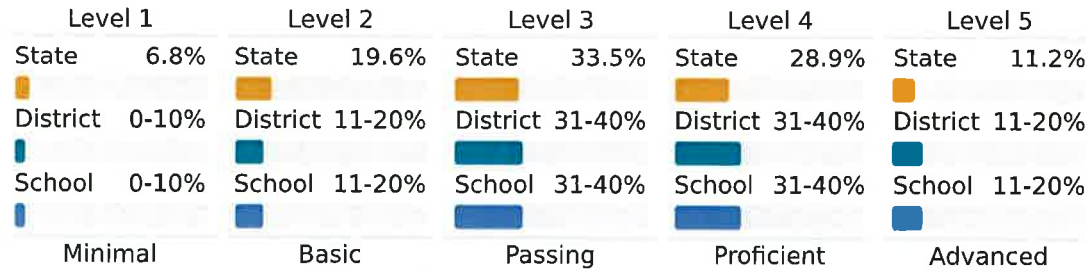 Level 1 Level 2 Level 3 Level 4 Level 5
State 6.8% State 19.6% State 33.5% State 28.9% State 11.2%
District 0-10% District 11-20% District 31-40% District 31-40% District 11-20%
School 0-10% School 11-20% School 31-40% School 31-40% School 11-20%
Minimal Basic Passing Proficient Advanced